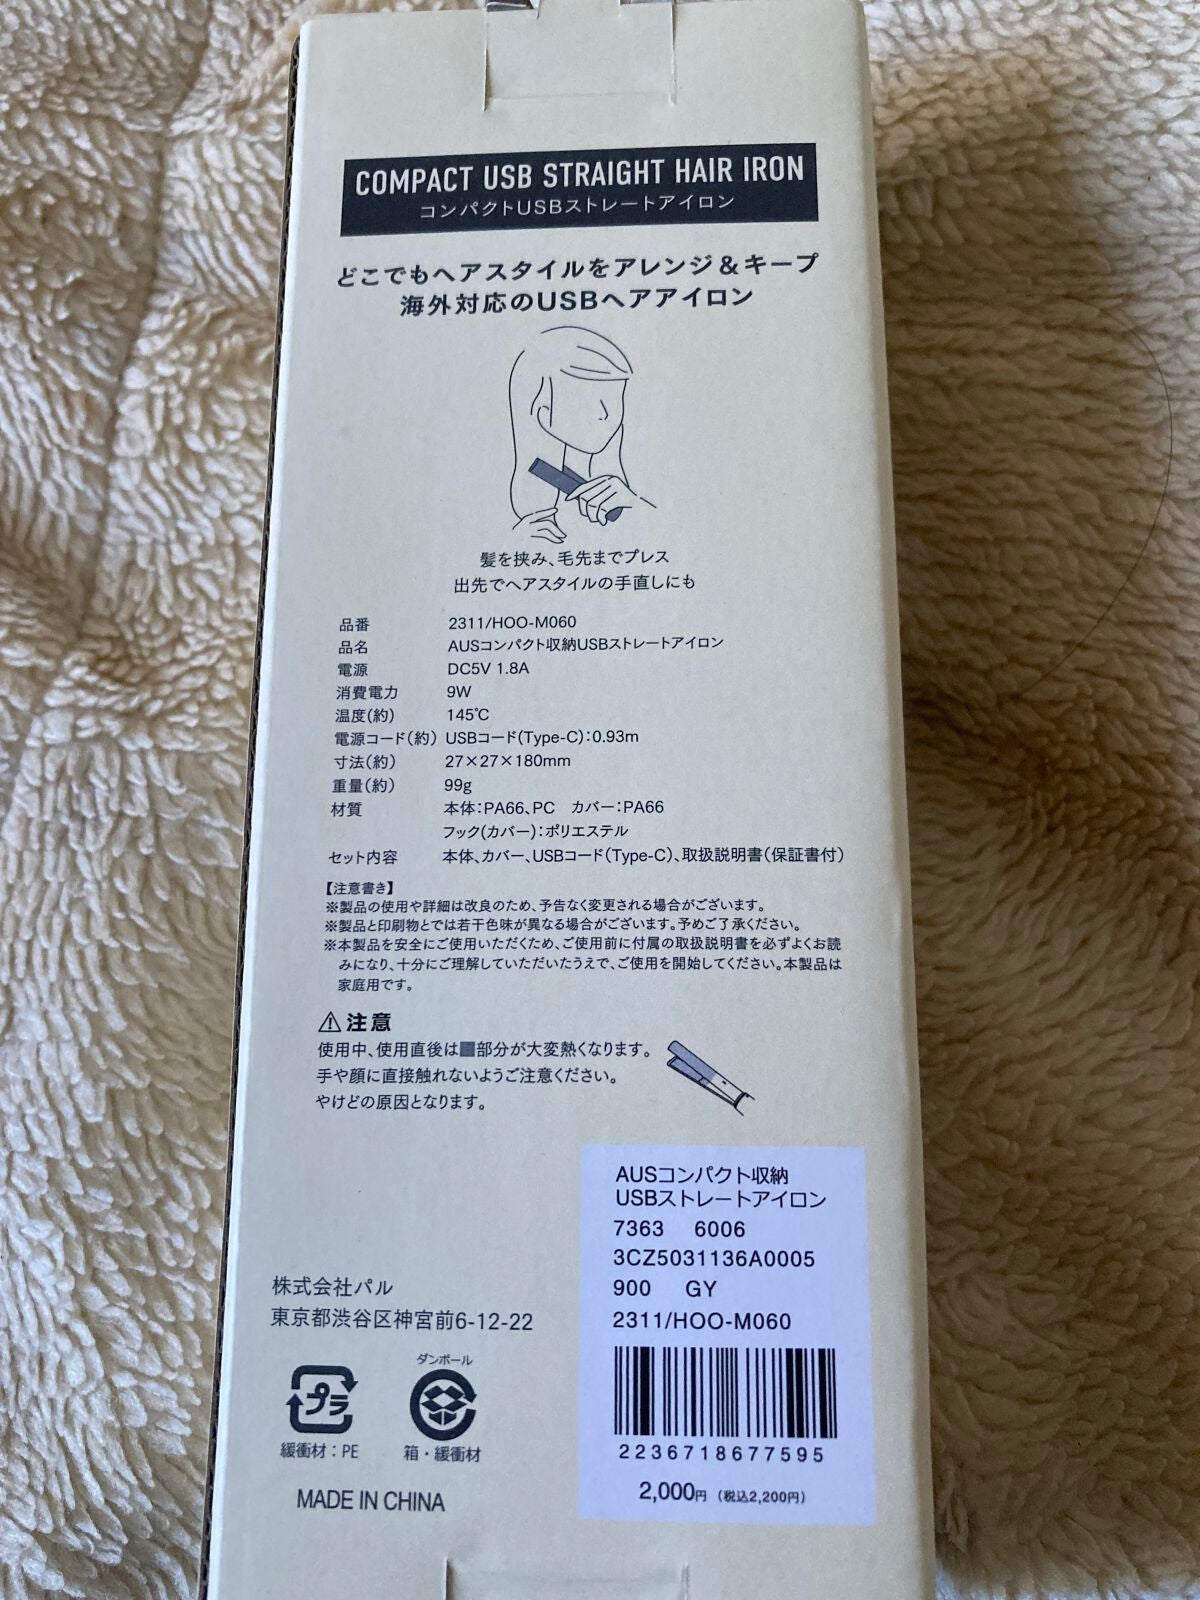 COMPACT USB STRAIGHT HAIR IRON
コンパクトUSBストレートアイロン
どこでもヘアスタイルをアレンジ&キープ
海外対応のUSBヘアアイロン
髪を挟み、毛先までプレス
出先でヘアスタイルの手直しにも
品番 2311/HOO-M060
品名 AUSコンパクト収納USBストレートアイロン
電源 DC5V 1.8A
消費電力 9W
温度(約) 145℃
電源コード(約) USBコード(Type-C):0.93m
寸法(約) 27×27×180mm
重量(約) 99g
材質 本体:PA66、PC カバー:PA66
フック(カバー):ポリエステル
セット内容 本体、カバー、USBコード(Type-C)、取扱説明書(保証書付)
【注意書き】
※製品の使用や詳細は改良のため、予告なく変更される場合がございます。
※製品と印刷物とでは若干色味が異なる場合がございます。予めご了承ください。
※本製品を安全にご使用いただくため、ご使用前に付属の取扱説明書を必ずよくお読
みになり、十分にご理解していただいたうえで、ご使用を開始してください。本製品は
家庭用です。
⚠注意
使用中、使用直後は■部分が大変熱くなります。
手や顔に直接触れないようご注意ください。
やけどの原因となります。
AUSコンパクト収納
USBストレートアイロン
7363 6006
3CZ5031136A0005
900 GY
2311/HOO-M060
2236718677595
2,000円 (税込2,200円)
株式会社パル
東京都渋谷区神宮前6-12-22
ダンボール
プラ
緩衝材:PE
箱・緩衝材
MADE IN CHINA